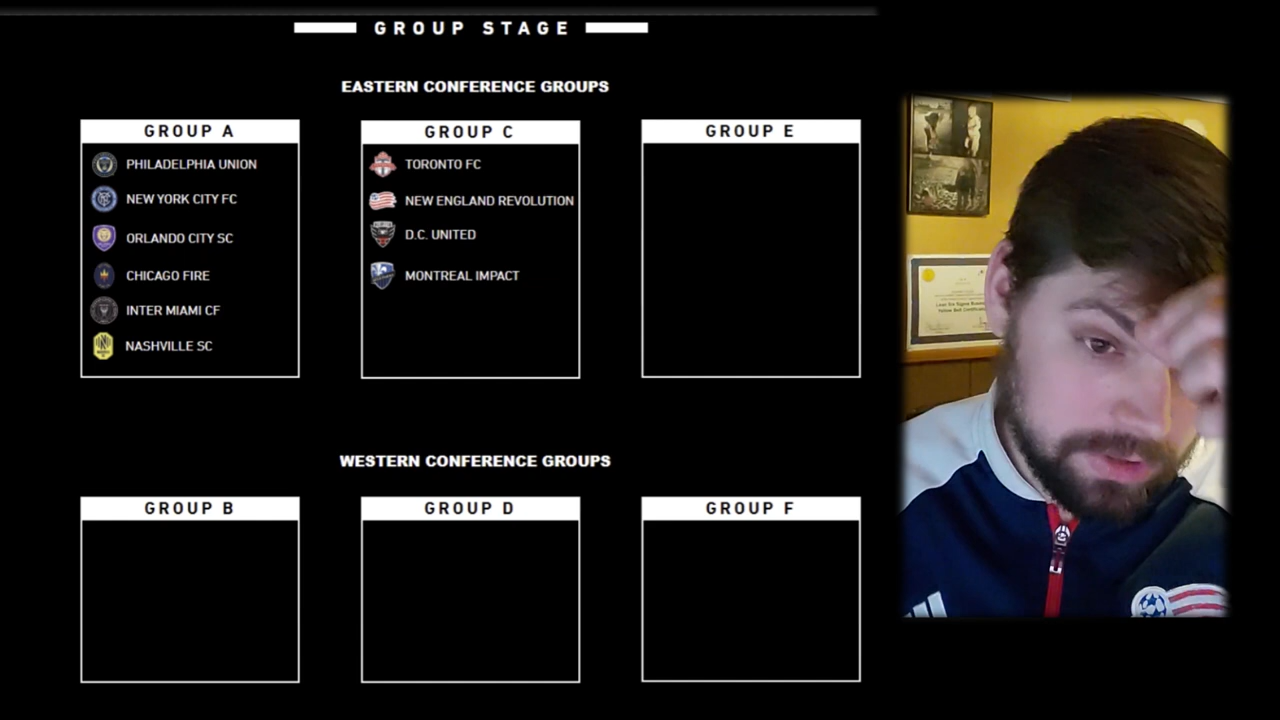 GROUP STAGE
EASTERN CONFERENCE GROUPS
GROUP A
PHILADELPHIA UNION
NEW YORK CITY FC
ORLANDO CITY SC
CHICAGO FIRE
INTER MIAMI CF
NASHVILLE SC
GROUP C
TORONTO FC
NEW ENGLAND REVOLUTION
D.C. UNITED
MONTREAL IMPACT
GROUP E
WESTERN CONFERENCE GROUPS
GROUP B
GROUP D
GROUP F